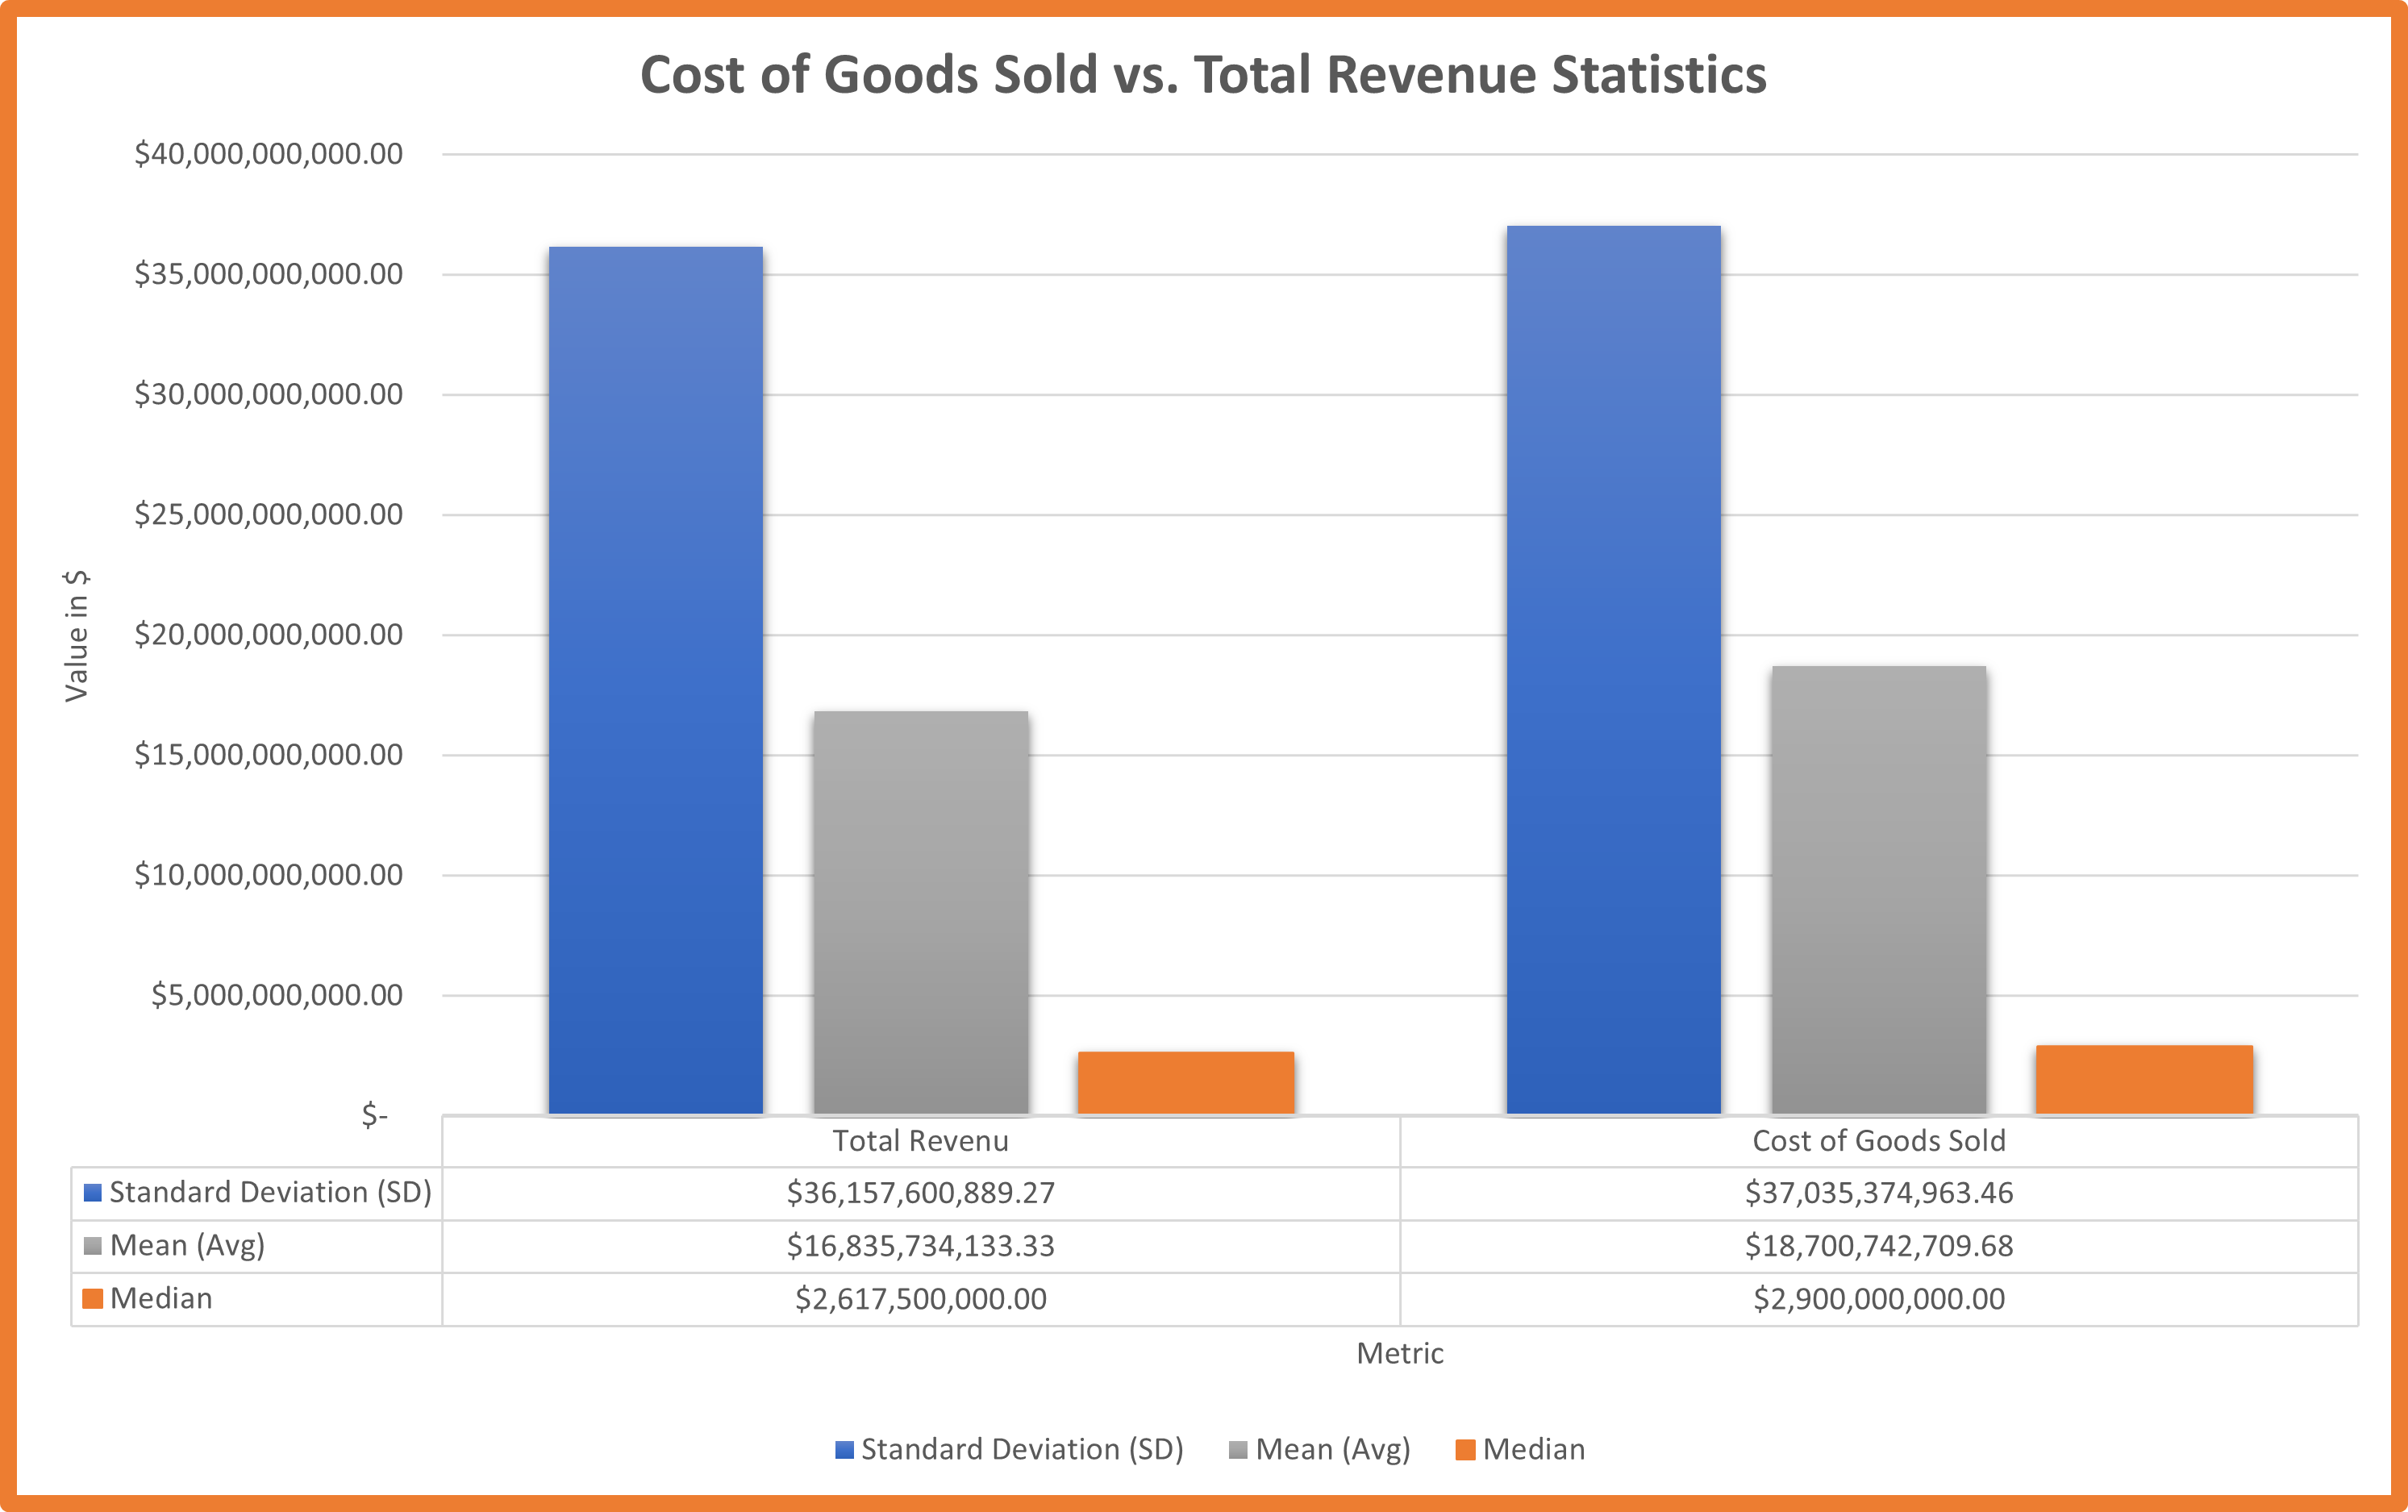 Cost of Goods Sold vs. Total Revenue Statistics
$40,000,000,000.00
$35,000,000,000.00
$30,000,000,000.00
$25,000,000,000.00
$20,000,000,000.00
$15,000,000,000.00
$10,000,000,000.00
$5,000,000,000.00
$-
Value in $
Total Revenu Cost of Goods Sold
Standard Deviation (SD) $36,157,600,889.27 $37,035,374,963.46
Mean (Avg) $16,835,734,133.33 $18,700,742,709.68
Median $2,617,500,000.00 $2,900,000,000.00
Metric
Standard Deviation (SD) Mean (Avg) Median